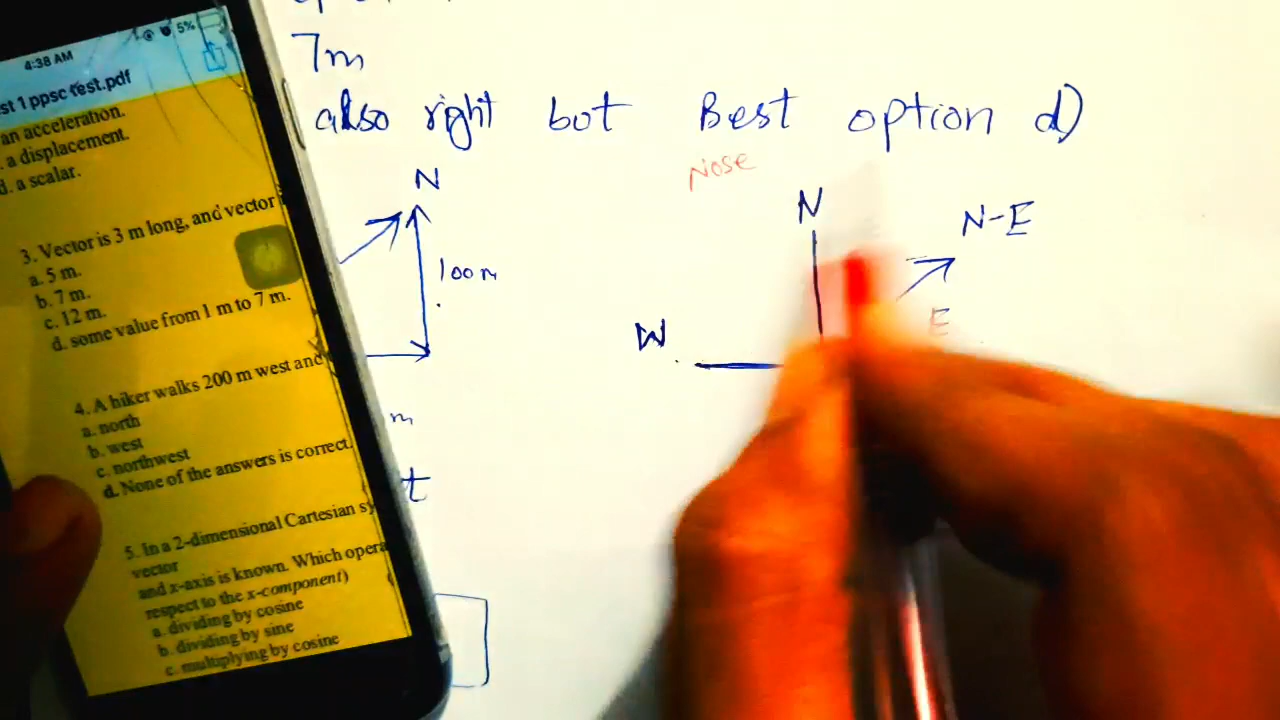 4:38 AM
5%
st 1 ppsc test.pdf
an acceleration.
a displacement.
d. a scalar.
3. Vector is 3 m long, and vector
a. 5 m.
b. 7 m.
c. 12 m.
d. some value from 1 m to 7 m.
4. A hiker walks 200 m west and
a. north
b. west
c. northwest
d. None of the answers is correct.
5. In a 2-dimensional Cartesian sy
vector
and x-axis is known. Which opera
respect to the x-component)
a. dividing by cosine
b. dividing by sine
c. multiplying by cosine
7m
also right but Best option d)
Nose
N
100m
m
t
N
N-E
E
W